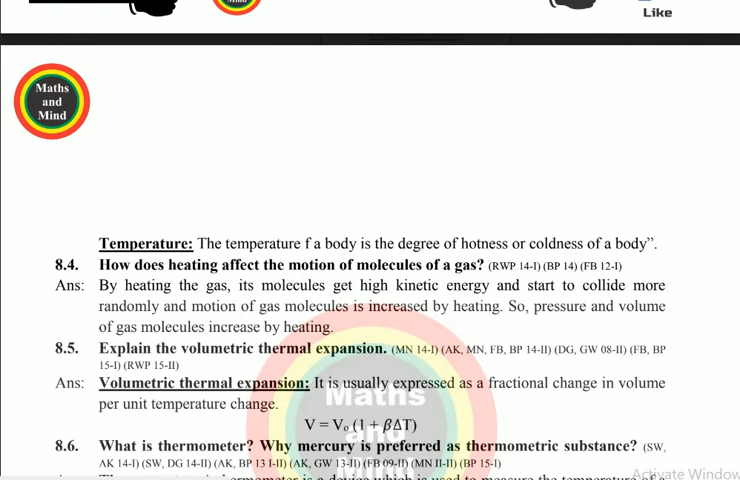 Mind
Like
Maths
and
Mind
Temperature: The temperature f a body is the degree of hotness or coldness of a body”.
8.4. How does heating affect the motion of molecules of a gas? (RWP 14-I) (BP 14) (FB 12-I)
Ans: By heating the gas, its molecules get high kinetic energy and start to collide more
randomly and motion of gas molecules is increased by heating. So, pressure and volume
of gas molecules increase by heating.
8.5. Explain the volumetric thermal expansion. (MN 14-I) (AK, MN, FB, BP 14-II) (DG, GW 08-II) (FB, BP
15-I) (RWP 15-II)
Ans: Volumetric thermal expansion: It is usually expressed as a fractional change in volume
per unit temperature change.
V = Vₒ (1 + βΔT)
Maths
and
Mind
8.6. What is thermometer? Why mercury is preferred as thermometric substance? (SW,
AK 14-I) (SW, DG 14-II) (AK, BP 13 I-II) (AK, GW 13-II) (FB 09-II) (MN II-II) (BP 15-I)
Activate Window